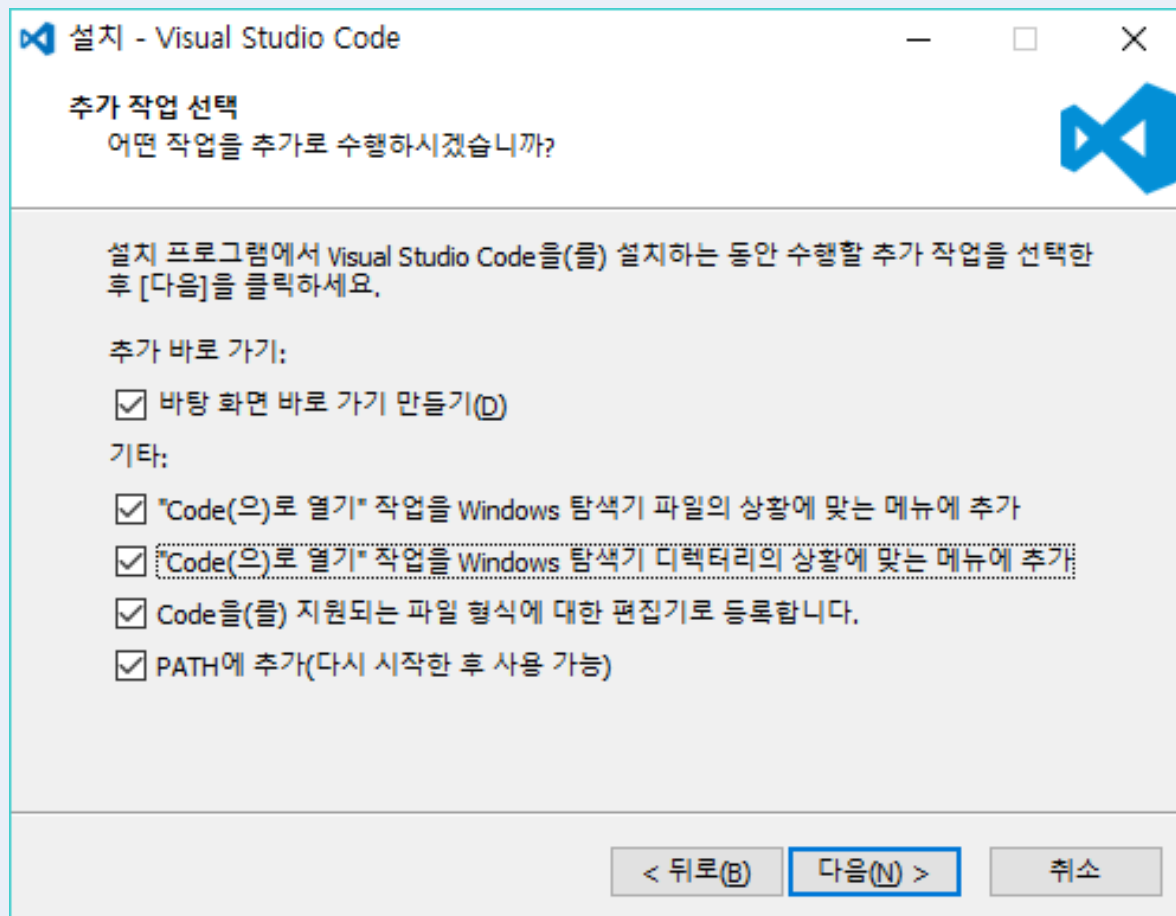 설치 - Visual Studio Code
추가 작업 선택
어떤 작업을 추가로 수행하시겠습니까?
설치 프로그램에서 Visual Studio Code을(를) 설치하는 동안 수행할 추가 작업을 선택한
후 [다음]을 클릭하세요.
추가 바로 가기:
바탕 화면 바로 가기 만들기(D)
기타:
"Code(으)로 열기" 작업을 Windows 탐색기 파일의 상황에 맞는 메뉴에 추가
"Code(으)로 열기" 작업을 Windows 탐색기 디렉터리의 상황에 맞는 메뉴에 추가
Code을(를) 지원되는 파일 형식에 대한 편집기로 등록합니다.
PATH에 추가(다시 시작한 후 사용 가능)
< 뒤로(B) 다음(N) > 취소